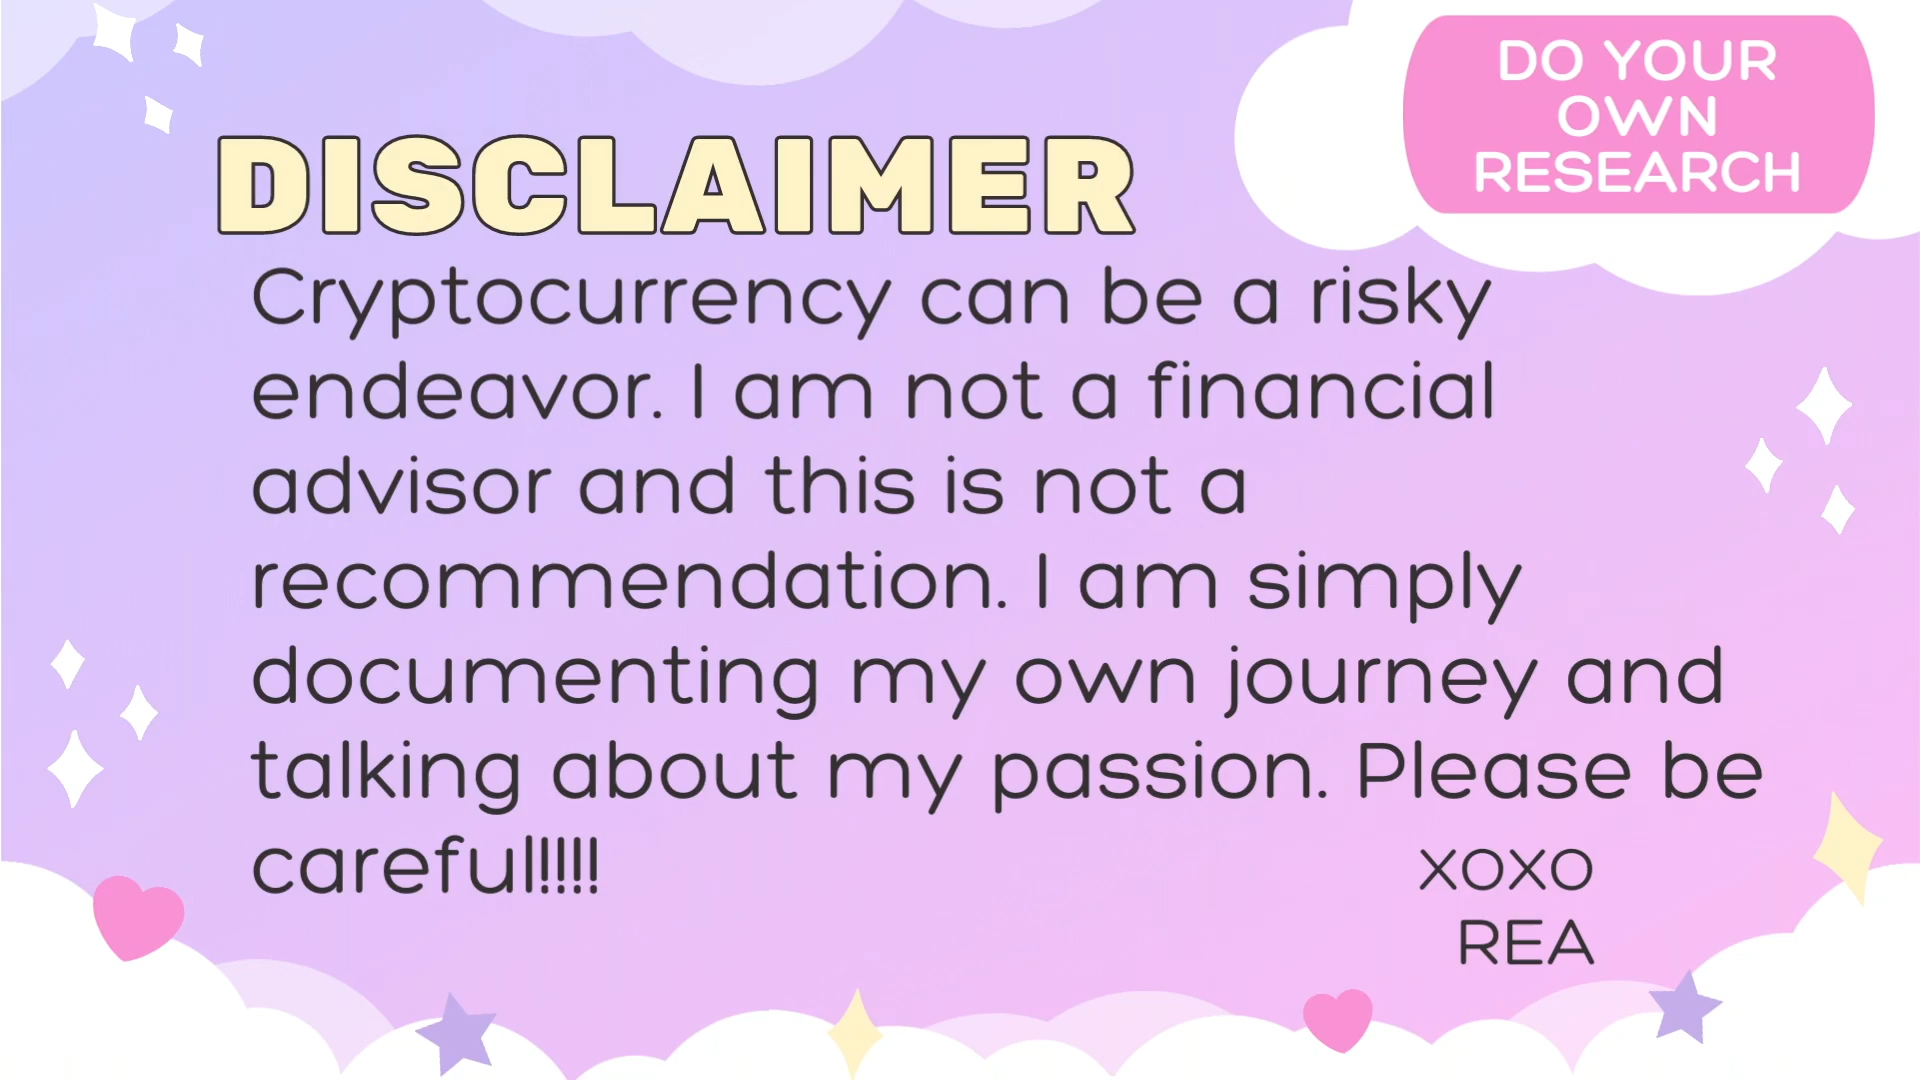 DO YOUR
OWN
RESEARCH
DISCLAIMER
Cryptocurrency can be a risky
endeavor. I am not a financial
advisor and this is not a
recommendation. I am simply
documenting my own journey and
talking about my passion. Please be
careful!!!!
XOXO
REA